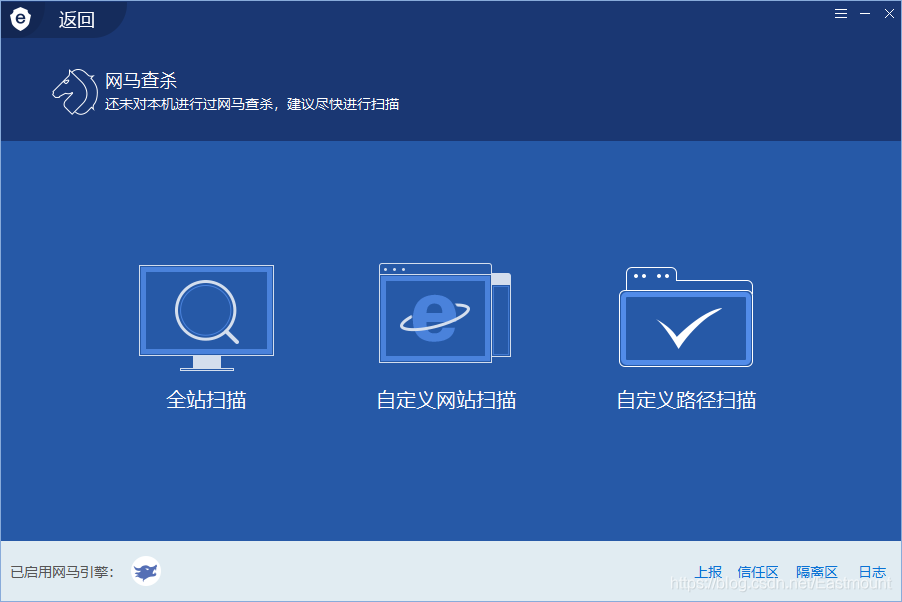 返回
网马查杀
还未对本机进行过网马查杀，建议尽快进行扫描
全站扫描 自定义网站扫描 自定义路径扫描
已启用网马引擎： 上报 信任区 隔离区 日志
https://blog.csdn.net/Eastmount